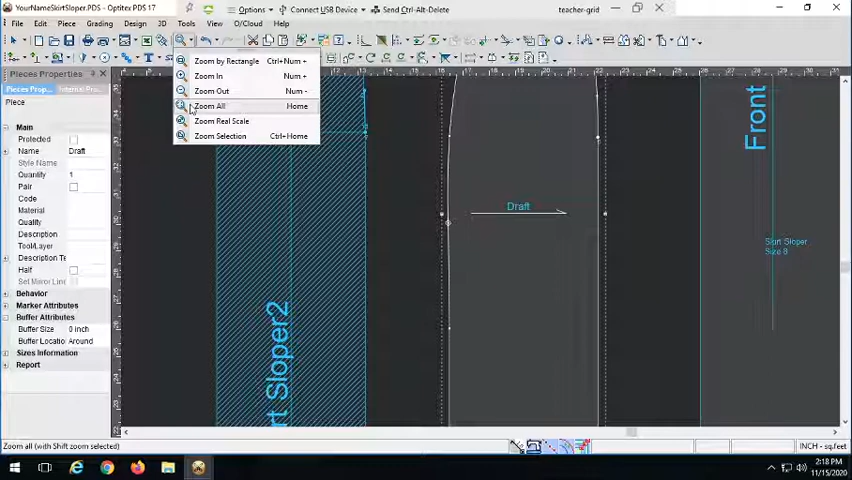 YourNameSkirtSloper.PDS - Optitex PDS 17
Options
Connect USB Device
Send Ctrl-Alt-Delete
teacher-grid
File
Piece
Grading
Design
3D
Tools
View
O/Cloud
Help
Zoom by Rectangle Ctrl+Num +
Zoom In Num +
Zoom Out Num -
Zoom All Home
Zoom Real Scale
Zoom Selection Ctrl+Home
Pieces Properties
Pieces Prop...
Internal Prop...
Piece
Main
Protected
Name Draft
Style Name
Quantity 1
Pair
Code
Material
Quality
Description
Tool/Layer
Description Te
Half
Set Mirror Line
Behavior
Marker Attributes
Buffer Attributes
Buffer Size 0 inch
Buffer Locatio Around
Sizes Information
Report
rt Sloper2
Draft
Front
Skirt Sloper
Size 8
Zoom all (with Shift zoom selected)
INCH - sq.feet
2:18 PM
11/15/2020